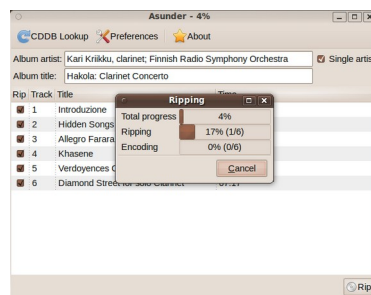 Asunder - 4%
CDDB Lookup Preferences About
Album artist: Kari Kriikku, clarinet; Finnish Radio Symphony Orchestra Single artis
Album title: Hakola: Clarinet Concerto
Rip Track Title Time
1 Introduzione
2 Hidden Songs
3 Allegro Farara
4 Khasene
5 Verdoyences
6 Diamond Street for solo Clarinet 07:17
Ripping
Total progress 4%
Ripping 17% (1/6)
Encoding 0% (0/6)
Cancel
Rip